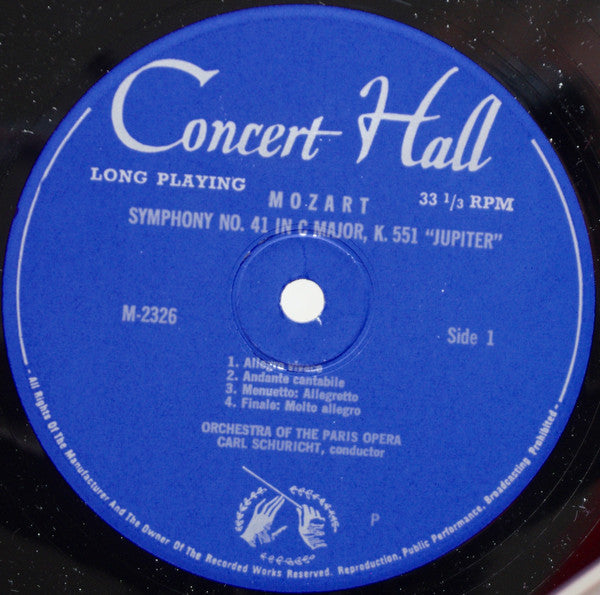 Concert Hall
LONG PLAYING
MOZART
33 1/3 RPM
SYMPHONY NO. 41 IN C MAJOR, K. 551 "JUPITER"
M-2326
Side 1
1. Allegro vivace
2. Andante cantabile
3. Menuetto: Allegretto
4. Finale: Molto allegro
ORCHESTRA OF THE PARIS OPERA
CARL SCHURICHT, conductor
P
- All Rights Of The Manufacturer And The Owner Of The Recorded Works Reserved. Reproduction, Public Performance, Broadcasting Prohibited -